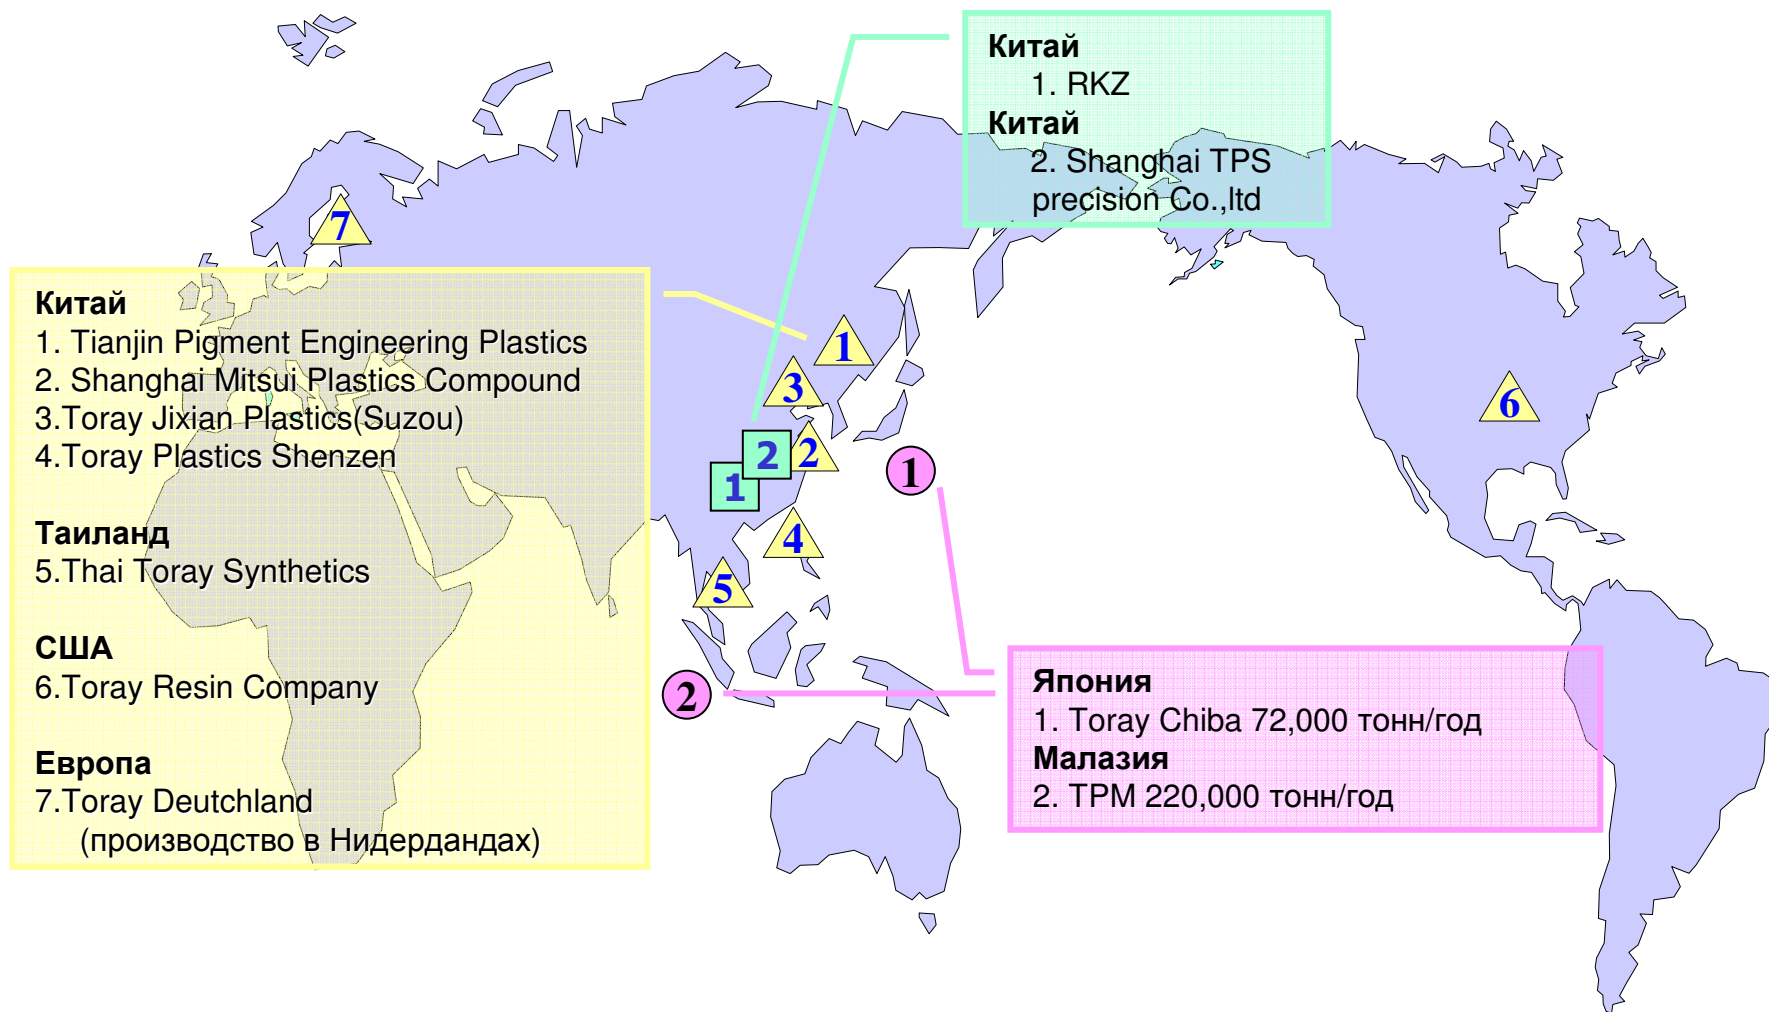 Китай
1. RKZ
Китай
2. Shanghai TPS
precision Co.,ltd
7
Китай
1. Tianjin Pigment Engineering Plastics
2. Shanghai Mitsui Plastics Compound
3.Toray Jixian Plastics(Suzou)
4.Toray Plastics Shenzen
Таиланд
5.Thai Toray Synthetics
США
6.Toray Resin Company
Европа
7.Toray Deutchland
(производство в Нидердандах)
1
3
6
2
2
1
1
4
5
2
Япония
1. Toray Chiba 72,000 тонн/год
Малазия
2. TPM 220,000 тонн/год